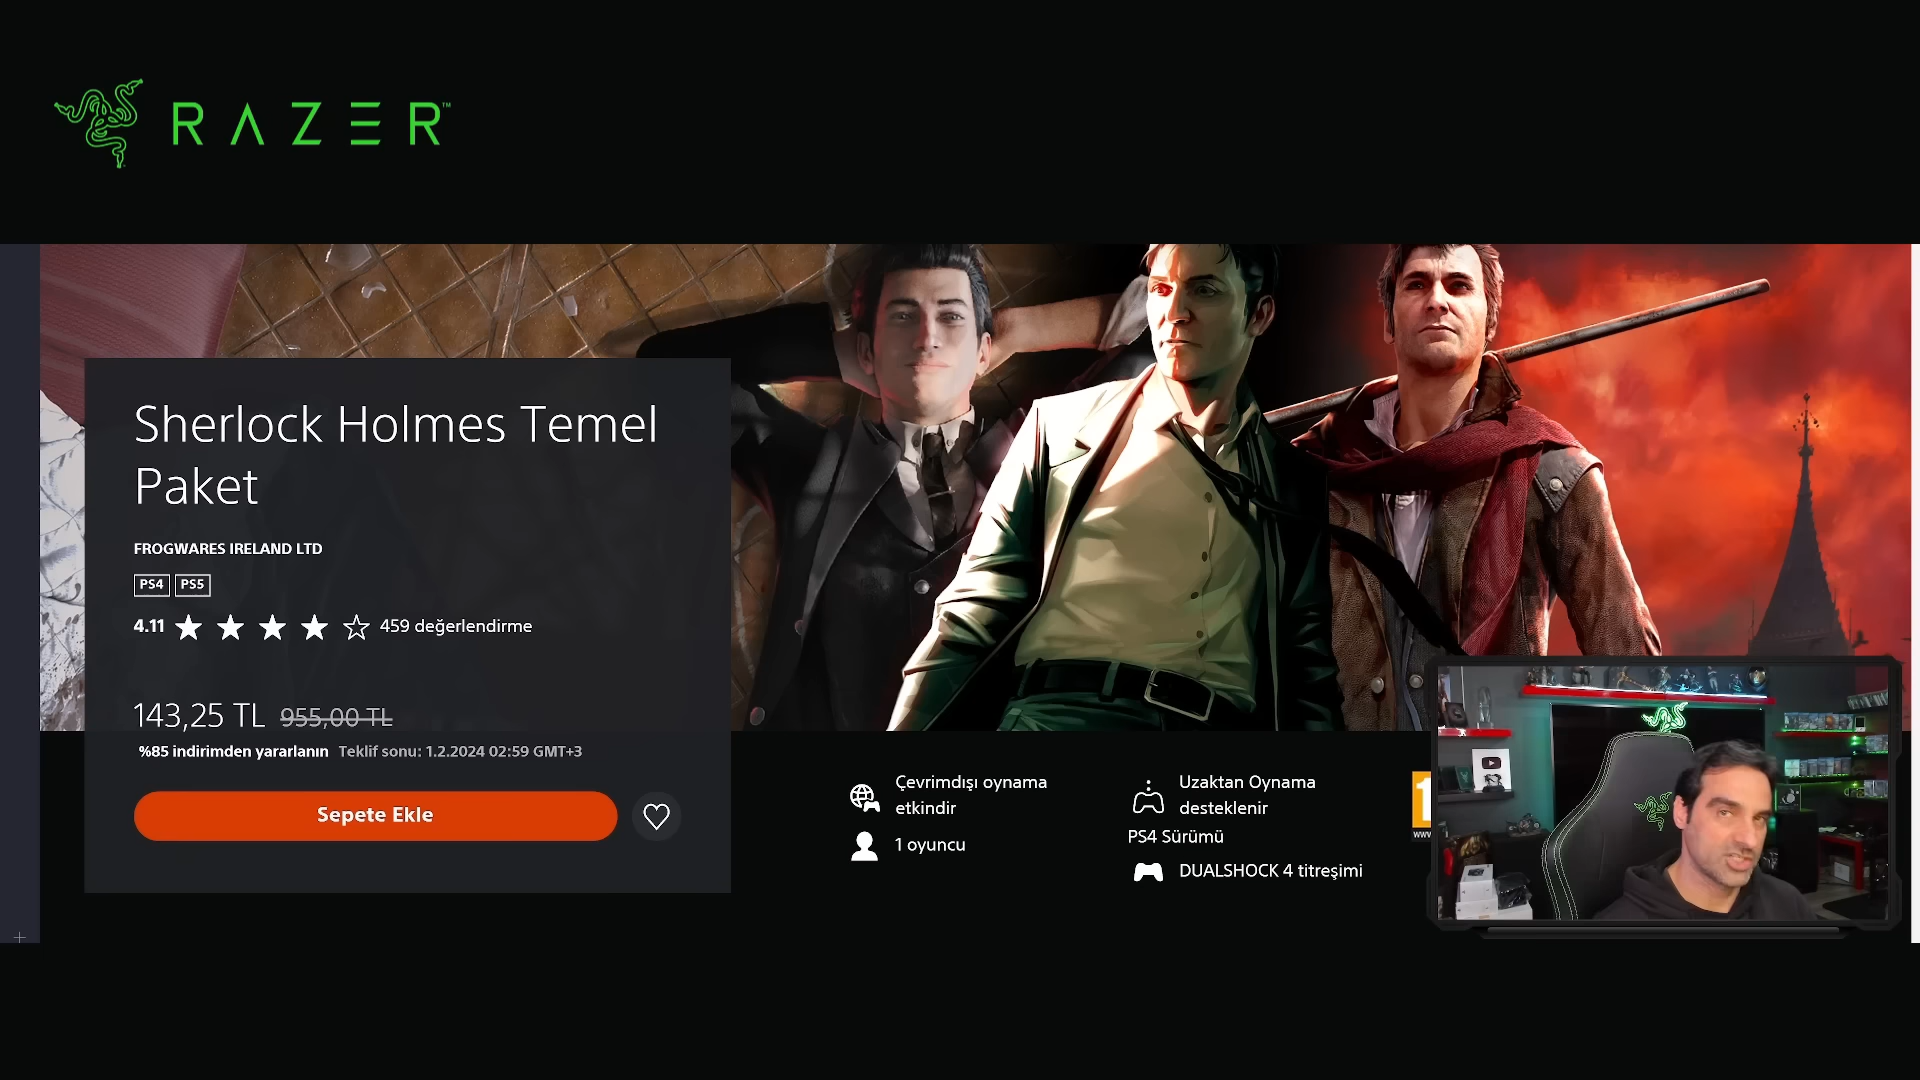 RAZER™
Sherlock Holmes Temel
Paket
FROGWARES IRELAND LTD
PS4 PS5
4.11 459 değerlendirme
143,25 TL 955,00 TL
%85 indirimden yararlanın Teklif sonu: 1.2.2024 02:59 GMT+3
Sepete Ekle
Çevrimdışı oynama
etkindir
1 oyuncu
Uzaktan Oynama
desteklenir
PS4 Sürümü
DUALSHOCK 4 titreşimi